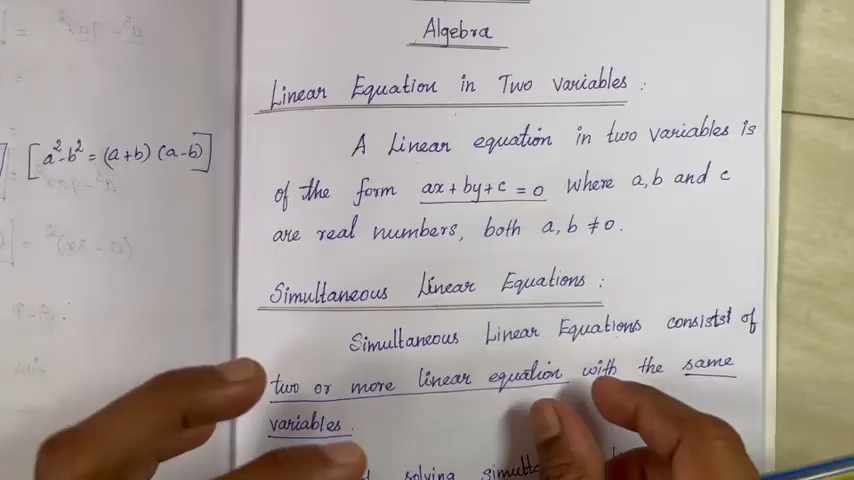 Algebra
Linear Equation in Two variables :
A Linear equation in two variables is
of the form ax + by + c = 0 where a, b and c
are real numbers, both a, b ≠ 0.
Simultaneous Linear Equations :
Simultaneous Linear Equations consistst of
two or more linear equation with the same
variables.
solving
[a²-b² = (a+b) (a-b)]